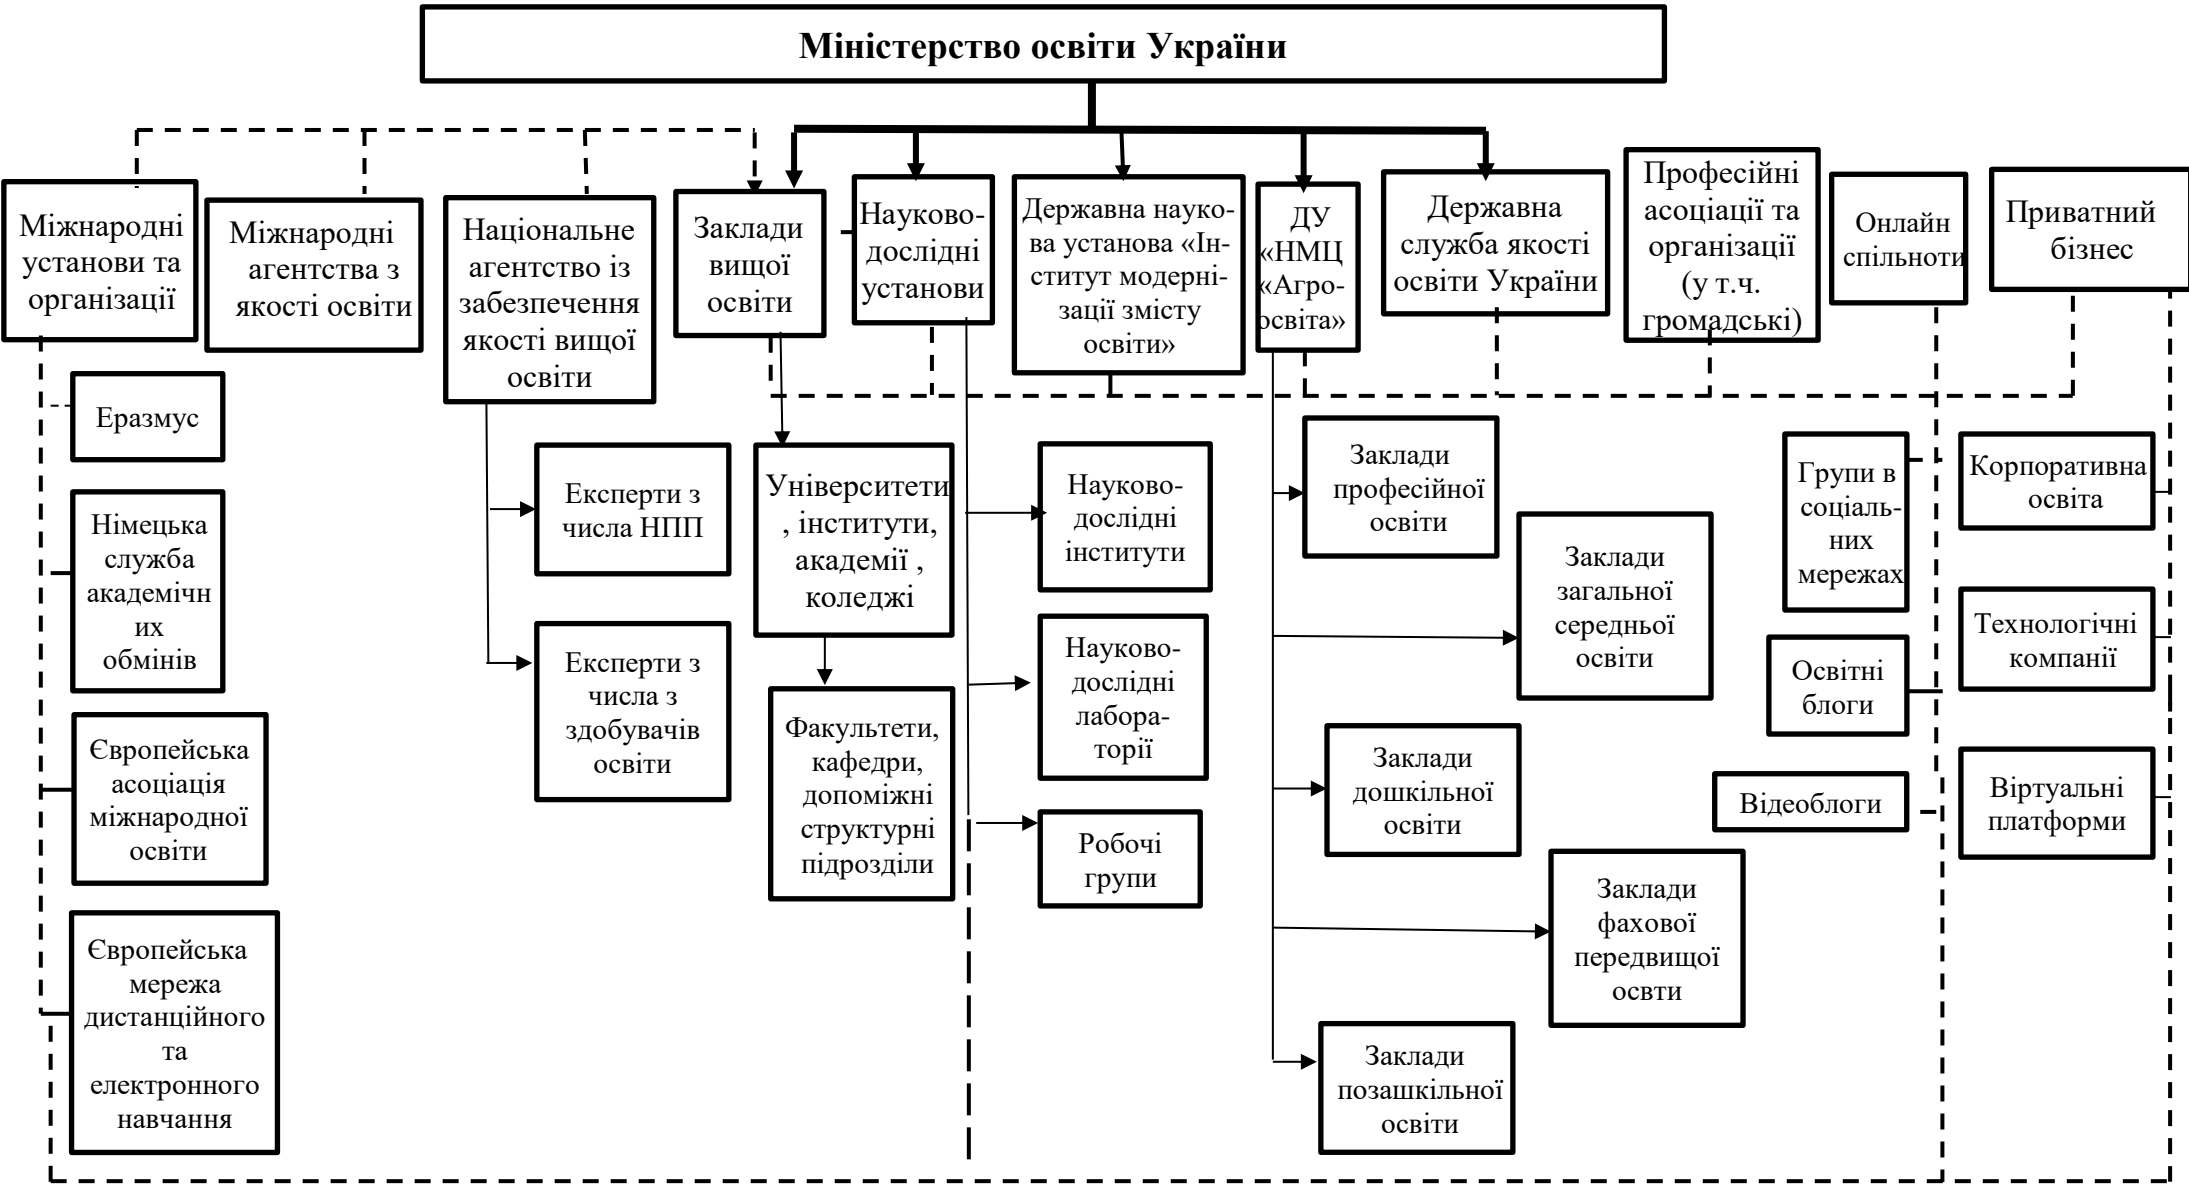 Міністерство освіти України
Міжнародні
установи та
організації
Міжнародні
агентства з
якості освіти
Національне
агентство із
забезпечення
якості вищої
освіти
Заклади
вищої
освіти
Науково-
дослідні
установи
Державна науко-
ва установа «Ін-
ститут модерні-
зації змісту
освіти»
ДУ
«НМЦ
«Агро-
освіта»
Державна
служба якості
освіти України
Професійні
асоціації та
організації
(у т.ч.
громадські)
Онлайн
спільноти
Приватний
бізнес
Еразмус
Німецька
служба
академічн
их
обмінів
Європейська
асоціація
міжнародної
освіти
Європейська
мережа
дистанційного
та
електронного
навчання
Експерти з
числа НПП
Експерти з
числа з
здобувачів
освіти
Університети
, інститути,
академії ,
коледжі
Факультети,
кафедри,
допоміжні
структурні
підрозділи
Науково-
дослідні
інститути
Науково-
дослідні
лабора-
торії
Робочі
групи
Заклади
професійної
освіти
Заклади
загальної
середньої
освіти
Заклади
дошкільної
освіти
Заклади
фахової
передвищої
освти
Заклади
позашкільної
освіти
Групи в
соціаль-
них
мережах
Освітні
блоги
Відеоблоги
Корпоративна
освіта
Технологічні
компанії
Віртуальні
платформи